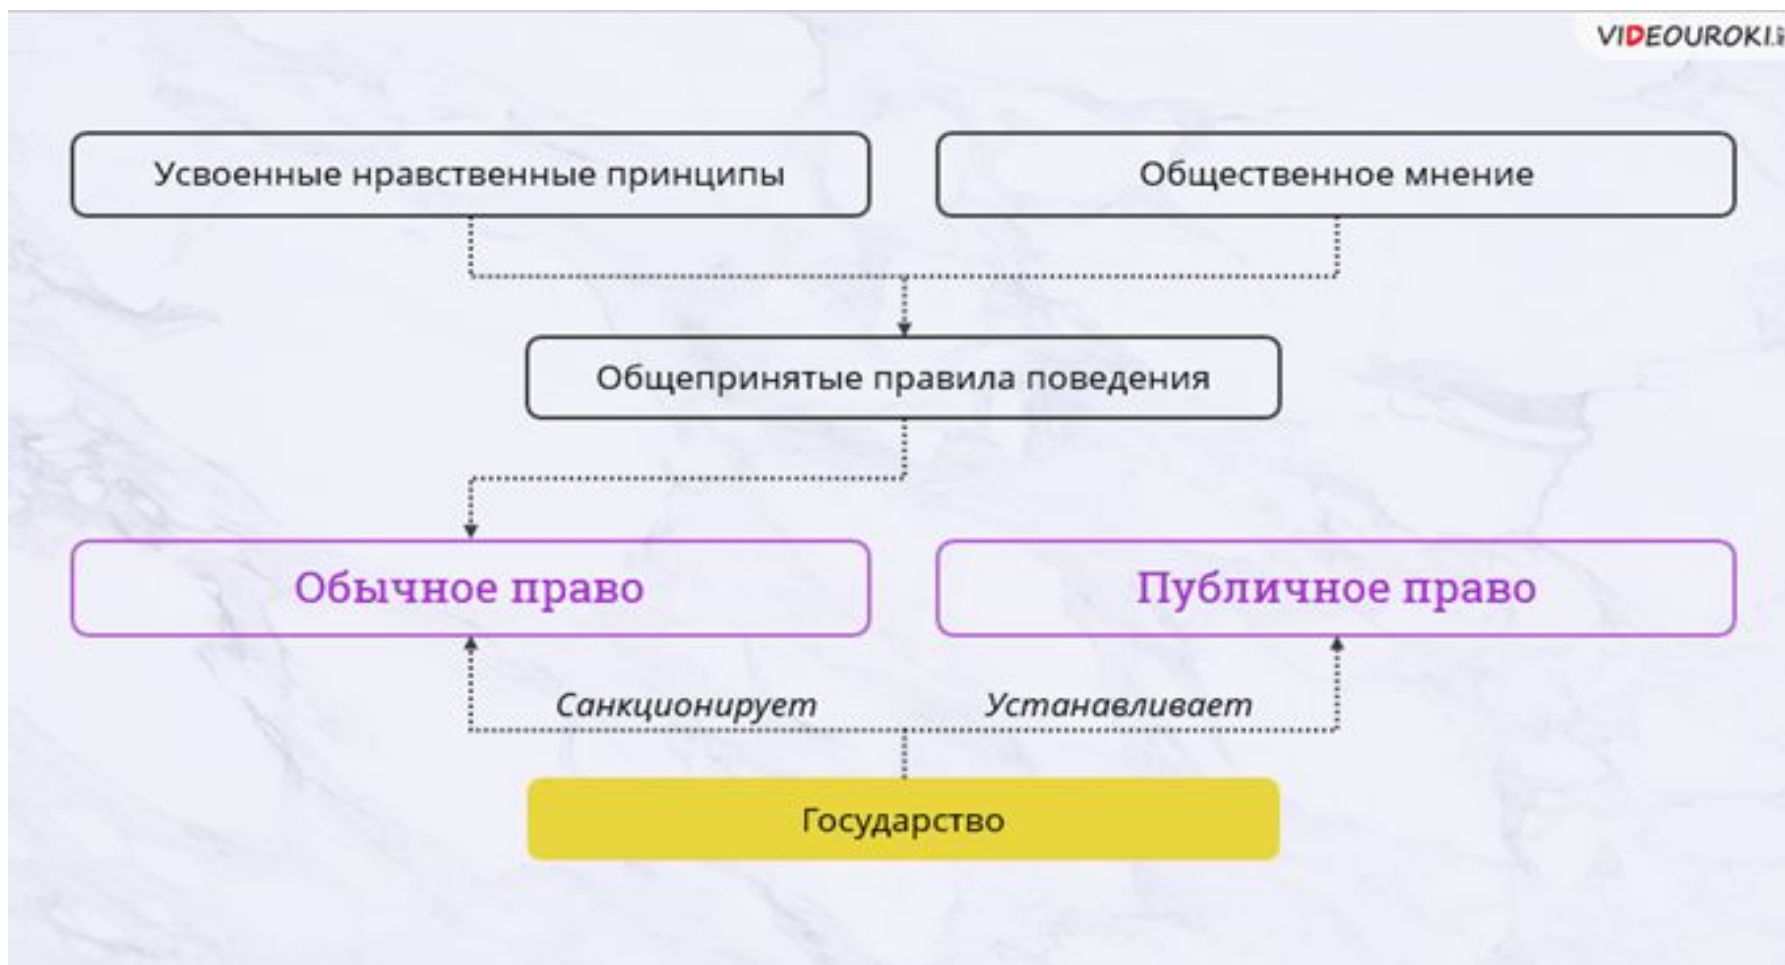 VIDEOUROKI
Усвоенные нравственные принципы
Общественное мнение
Общепринятые правила поведения
Обычное право
Публичное право
Санкционирует
Устанавливает
Государство